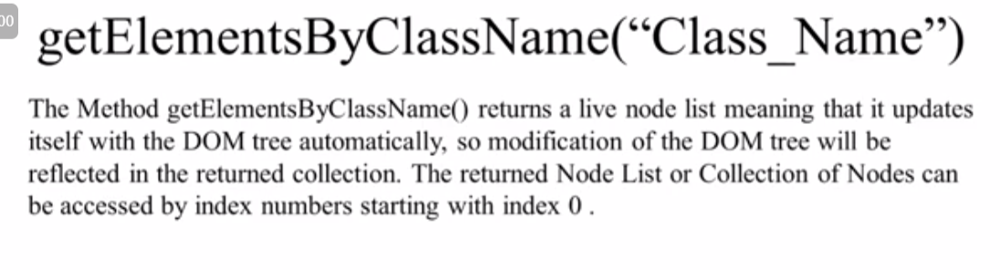 00
getElementsByClassName(“Class_Name”)
The Method getElementsByClassName() returns a live node list meaning that it updates
itself with the DOM tree automatically, so modification of the DOM tree will be
reflected in the returned collection. The returned Node List or Collection of Nodes can
be accessed by index numbers starting with index 0 .